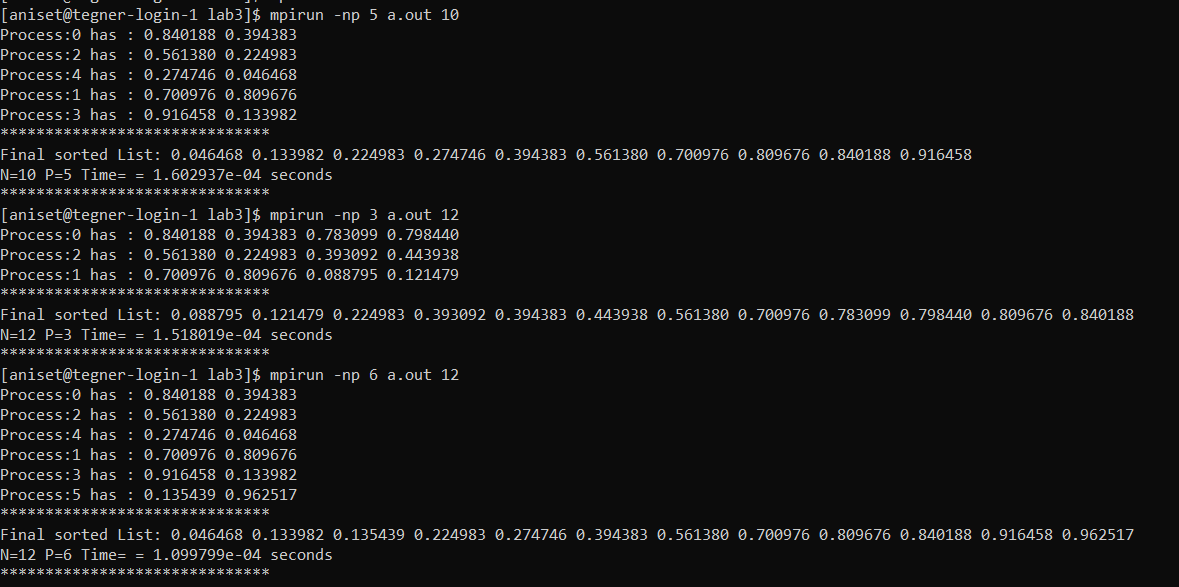 [aniset@tegner-login-1 lab3]$ mpirun -np 5 a.out 10
Process:0 has : 0.840188 0.394383
Process:2 has : 0.561380 0.224983
Process:4 has : 0.274746 0.046468
Process:1 has : 0.700976 0.809676
Process:3 has : 0.916458 0.133982
******************************
Final sorted List: 0.046468 0.133982 0.224983 0.274746 0.394383 0.561380 0.700976 0.809676 0.840188 0.916458
N=10 P=5 Time= = 1.602937e-04 seconds
******************************
[aniset@tegner-login-1 lab3]$ mpirun -np 3 a.out 12
Process:0 has : 0.840188 0.394383 0.783099 0.798440
Process:2 has : 0.561380 0.224983 0.393092 0.443938
Process:1 has : 0.700976 0.809676 0.088795 0.121479
******************************
Final sorted List: 0.088795 0.121479 0.224983 0.393092 0.394383 0.443938 0.561380 0.700976 0.783099 0.798440 0.809676 0.840188
N=12 P=3 Time= = 1.518019e-04 seconds
******************************
[aniset@tegner-login-1 lab3]$ mpirun -np 6 a.out 12
Process:0 has : 0.840188 0.394383
Process:2 has : 0.561380 0.224983
Process:4 has : 0.274746 0.046468
Process:1 has : 0.700976 0.809676
Process:3 has : 0.916458 0.133982
Process:5 has : 0.135439 0.962517
******************************
Final sorted List: 0.046468 0.133982 0.135439 0.224983 0.274746 0.394383 0.561380 0.700976 0.809676 0.840188 0.916458 0.962517
N=12 P=6 Time= = 1.099799e-04 seconds
******************************